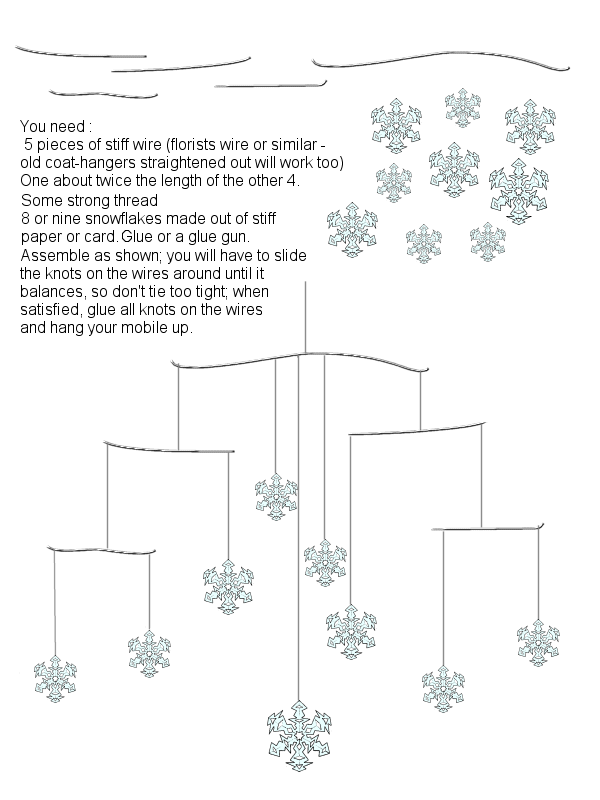 You need :
5 pieces of stiff wire (florists wire or similar -
old coat-hangers straightened out will work too)
One about twice the length of the other 4.
Some strong thread
8 or nine snowflakes made out of stiff
paper or card. Glue or a glue gun.
Assemble as shown; you will have to slide
the knots on the wires around until it
balances, so don't tie too tight; when
satisfied, glue all knots on the wires
and hang your mobile up.